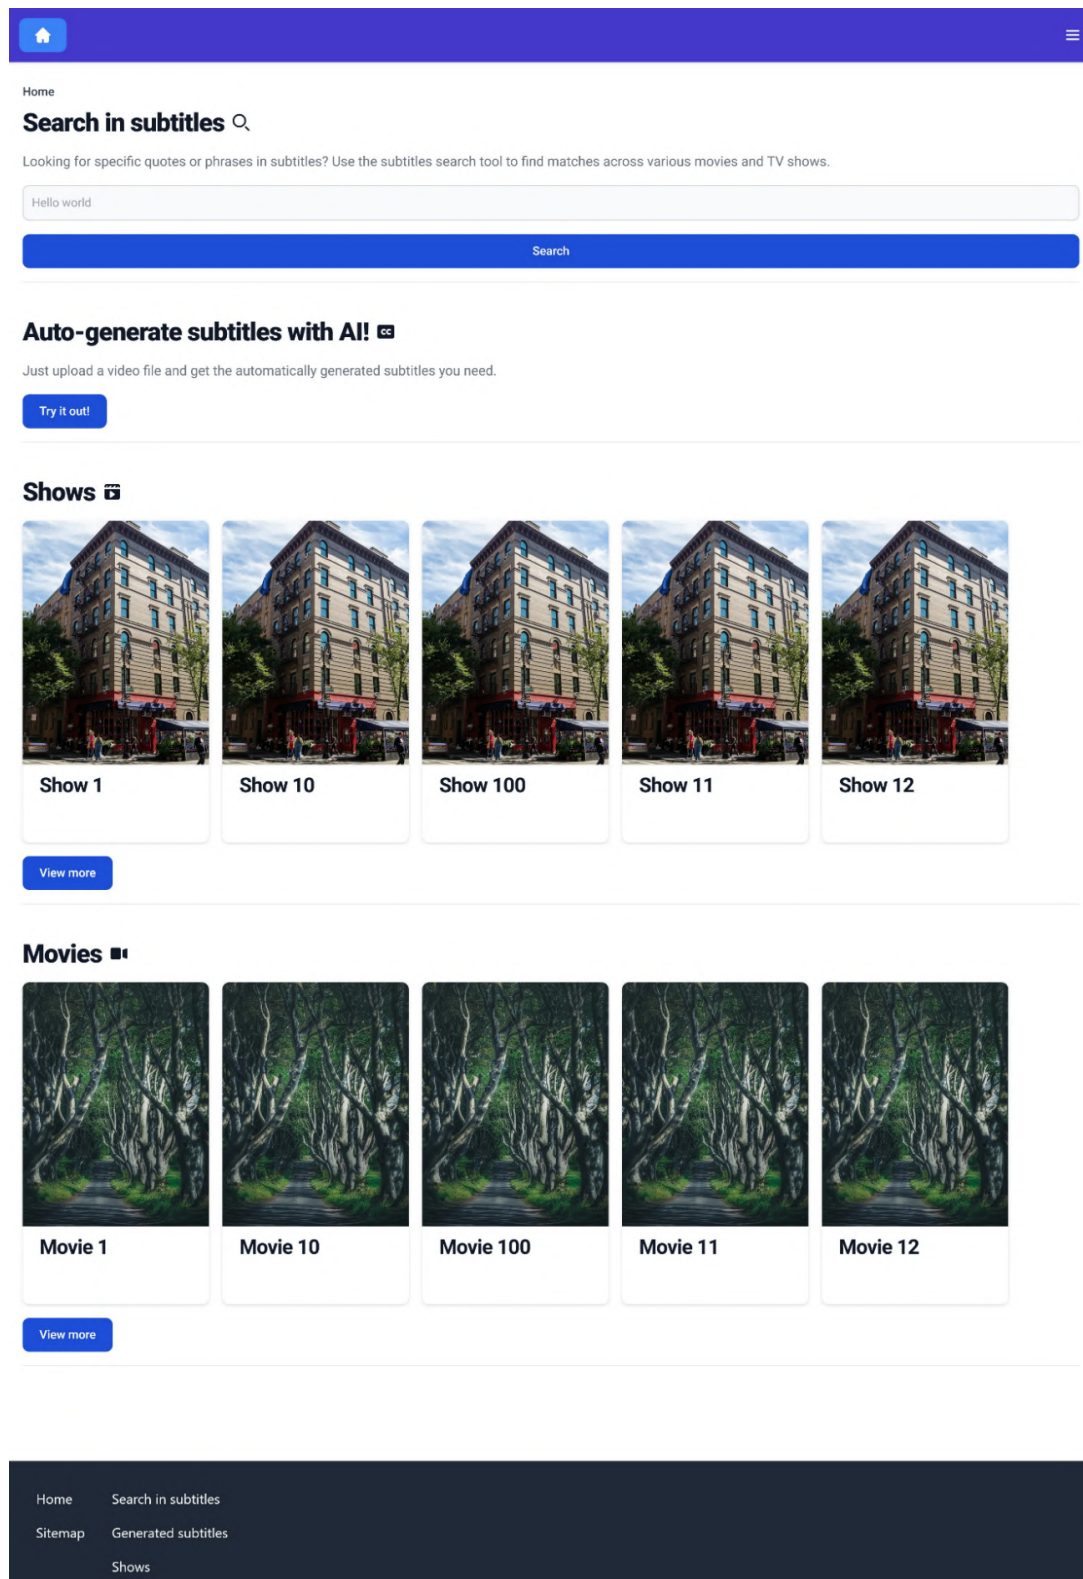 Home
Search in subtitles
Looking for specific quotes or phrases in subtitles? Use the subtitles search tool to find matches across various movies and TV shows.
Hello world
Search
Auto-generate subtitles with AI! CC
Just upload a video file and get the automatically generated subtitles you need.
Try it out!
Shows
Show 1 Show 10 Show 100 Show 11 Show 12
View more
Movies
Movie 1 Movie 10 Movie 100 Movie 11 Movie 12
View more
Home Search in subtitles
Sitemap Generated subtitles
Shows